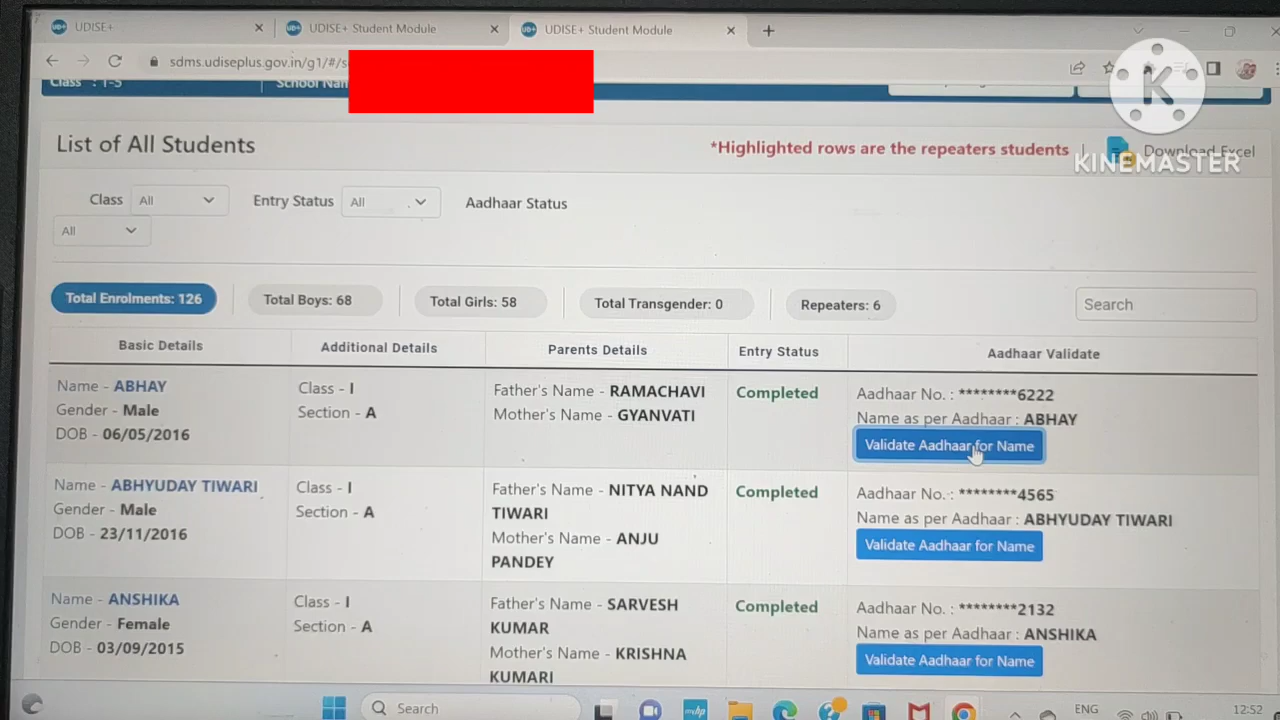 UDISE+
UDISE+ Student Module
UDISE+ Student Module
sdms.udiseplus.gov.in/g1/#/s
Class : 1-5
School Nam
List of All Students
*Highlighted rows are the repeaters students
Download Excel
K
KINEMASTER
Class All
Entry Status All
Aadhaar Status
All
Total Enrolments: 126
Total Boys: 68
Total Girls: 58
Total Transgender: 0
Repeaters: 6
Search
Basic Details
Additional Details
Parents Details
Entry Status
Aadhaar Validate
Name - ABHAY
Gender - Male
DOB - 06/05/2016
Class - I
Section - A
Father's Name - RAMACHAVI
Mother's Name - GYANVATI
Completed
Aadhaar No. : ********6222
Name as per Aadhaar : ABHAY
Validate Aadhaar for Name
Name - ABHYUDAY TIWARI
Gender - Male
DOB - 23/11/2016
Class - I
Section - A
Father's Name - NITYA NAND
TIWARI
Mother's Name - ANJU
PANDEY
Completed
Aadhaar No. : ********4565
Name as per Aadhaar : ABHYUDAY TIWARI
Validate Aadhaar for Name
Name - ANSHIKA
Gender - Female
DOB - 03/09/2015
Class - I
Section - A
Father's Name - SARVESH
KUMAR
Mother's Name - KRISHNA
KUMARI
Completed
Aadhaar No. : ********2132
Name as per Aadhaar : ANSHIKA
Validate Aadhaar for Name
Search
ENG
12:52